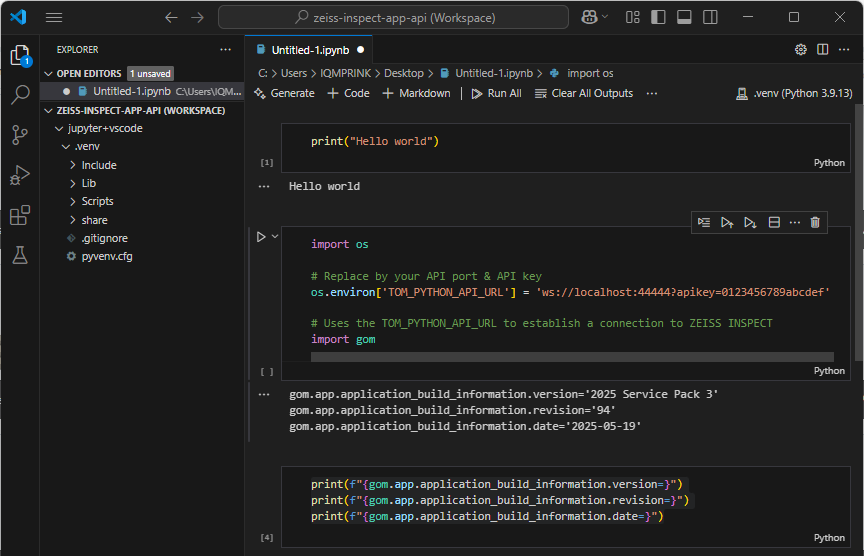 zeiss-inspect-app-api (Workspace)
EXPLORER
1
OPEN EDITORS 1 unsaved
Untitled-1.ipynb C:\Users\IQM...
ZEISS-INSPECT-APP-API (WORKSPACE)
jupyter+vscode
.venv
Include
Lib
Scripts
share
.gitignore
pyvenv.cfg
Untitled-1.ipynb
C: > Users > IQMPRINK > Desktop > Untitled-1.ipynb > import os
Generate + Code + Markdown | Run All Clear All Outputs ... .venv (Python 3.9.13)
print("Hello world")
[1] Python
Hello world
import os
# Replace by your API port & API key
os.environ['TOM_PYTHON_API_URL'] = 'ws://localhost:44444?apikey=0123456789abcdef'
# Uses the TOM_PYTHON_API_URL to establish a connection to ZEISS INSPECT
import gom
[ ] Python
gom.app.application_build_information.version='2025 Service Pack 3'
gom.app.application_build_information.revision='94'
gom.app.application_build_information.date='2025-05-19'
print(f"{gom.app.application_build_information.version=}")
print(f"{gom.app.application_build_information.revision=}")
print(f"{gom.app.application_build_information.date=}")
[4] Python